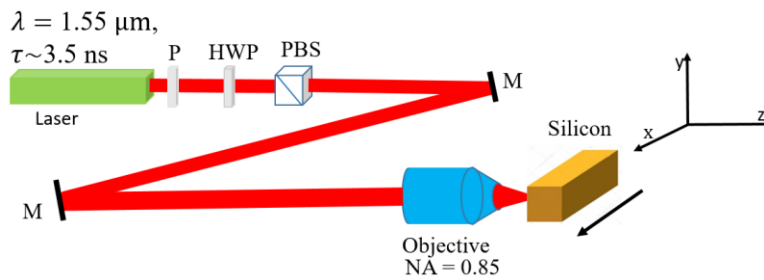 λ = 1.55 μm,
τ~3.5 ns
P
HWP
PBS
Laser
M
M
Silicon
y
x
z
Objective
NA = 0.85